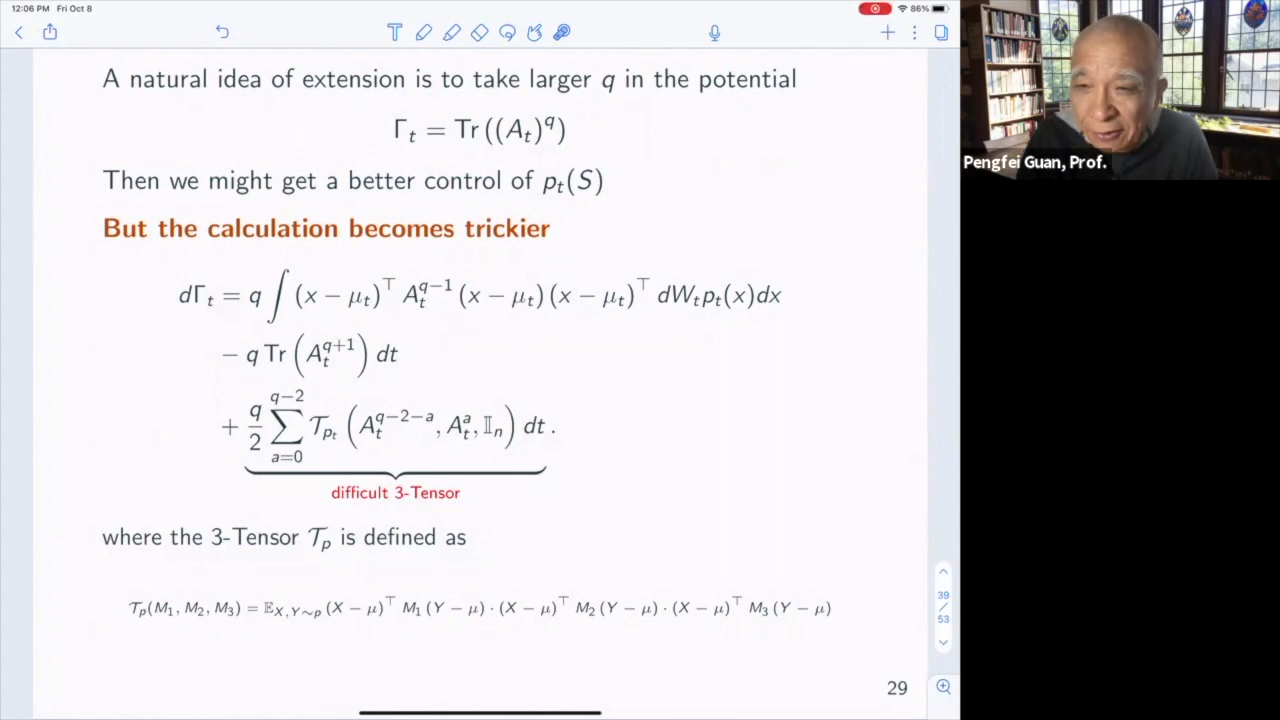 12:06 PM Fri Oct 8
86%
A natural idea of extension is to take larger q in the potential
Γ_t = Tr((A_t)^q)
Then we might get a better control of p_t(S)
But the calculation becomes trickier
dΓ_t = q ∫ (x − μ_t)^⊤ A_t^{q−1} (x − μ_t)(x − μ_t)^⊤ dW_t p_t(x)dx
− q Tr(A_t^{q+1}) dt
+ q/2 ∑_{a=0}^{q−2} 𝒯_{p_t}(A_t^{q−2−a}, A_t^a, 𝕀_n) dt .
difficult 3-Tensor
where the 3-Tensor 𝒯_p is defined as
𝒯_p(M_1, M_2, M_3) = 𝔼_{X,Y∼p} (X − μ)^⊤ M_1 (Y − μ) · (X − μ)^⊤ M_2 (Y − μ) · (X − μ)^⊤ M_3 (Y − μ)
29
39
/
53
Pengfei Guan, Prof.